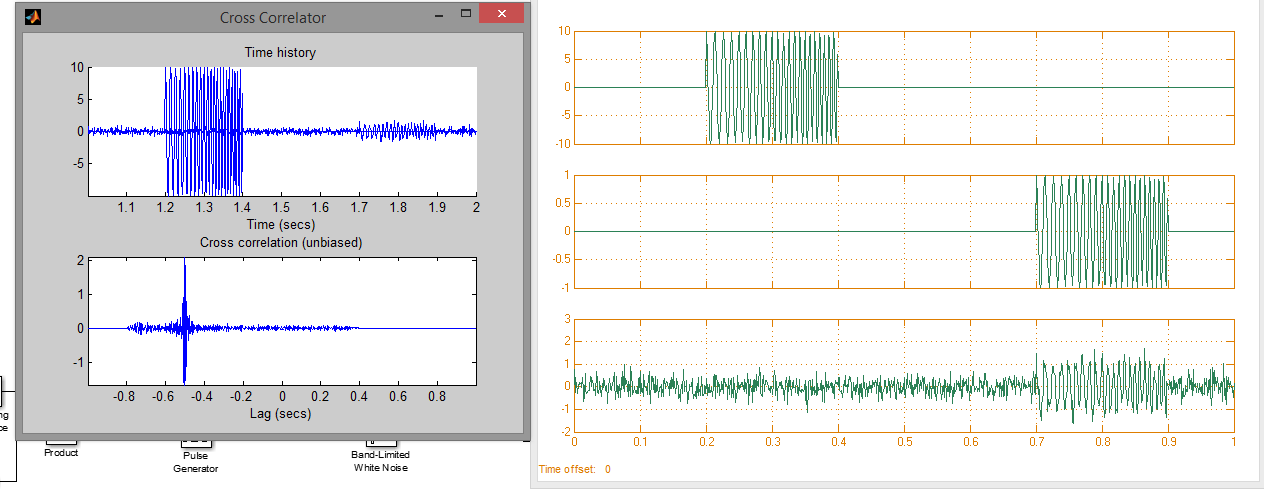 Cross Correlator
Time history
10
5
0
-5
1.1 1.2 1.3 1.4 1.5 1.6 1.7 1.8 1.9 2
Time (secs)
Cross correlation (unbiased)
2
1
0
-1
-0.8 -0.6 -0.4 -0.2 0 0.2 0.4 0.6 0.8
Lag (secs)
ng
ce
Product
Pulse
Generator
Band-Limited
White Noise
10
5
0
-5
-10
1
0.5
0
-0.5
-1
3
2
1
0
-1
-2
0 0.1 0.2 0.3 0.4 0.5 0.6 0.7 0.8 0.9 1
Time offset: 0